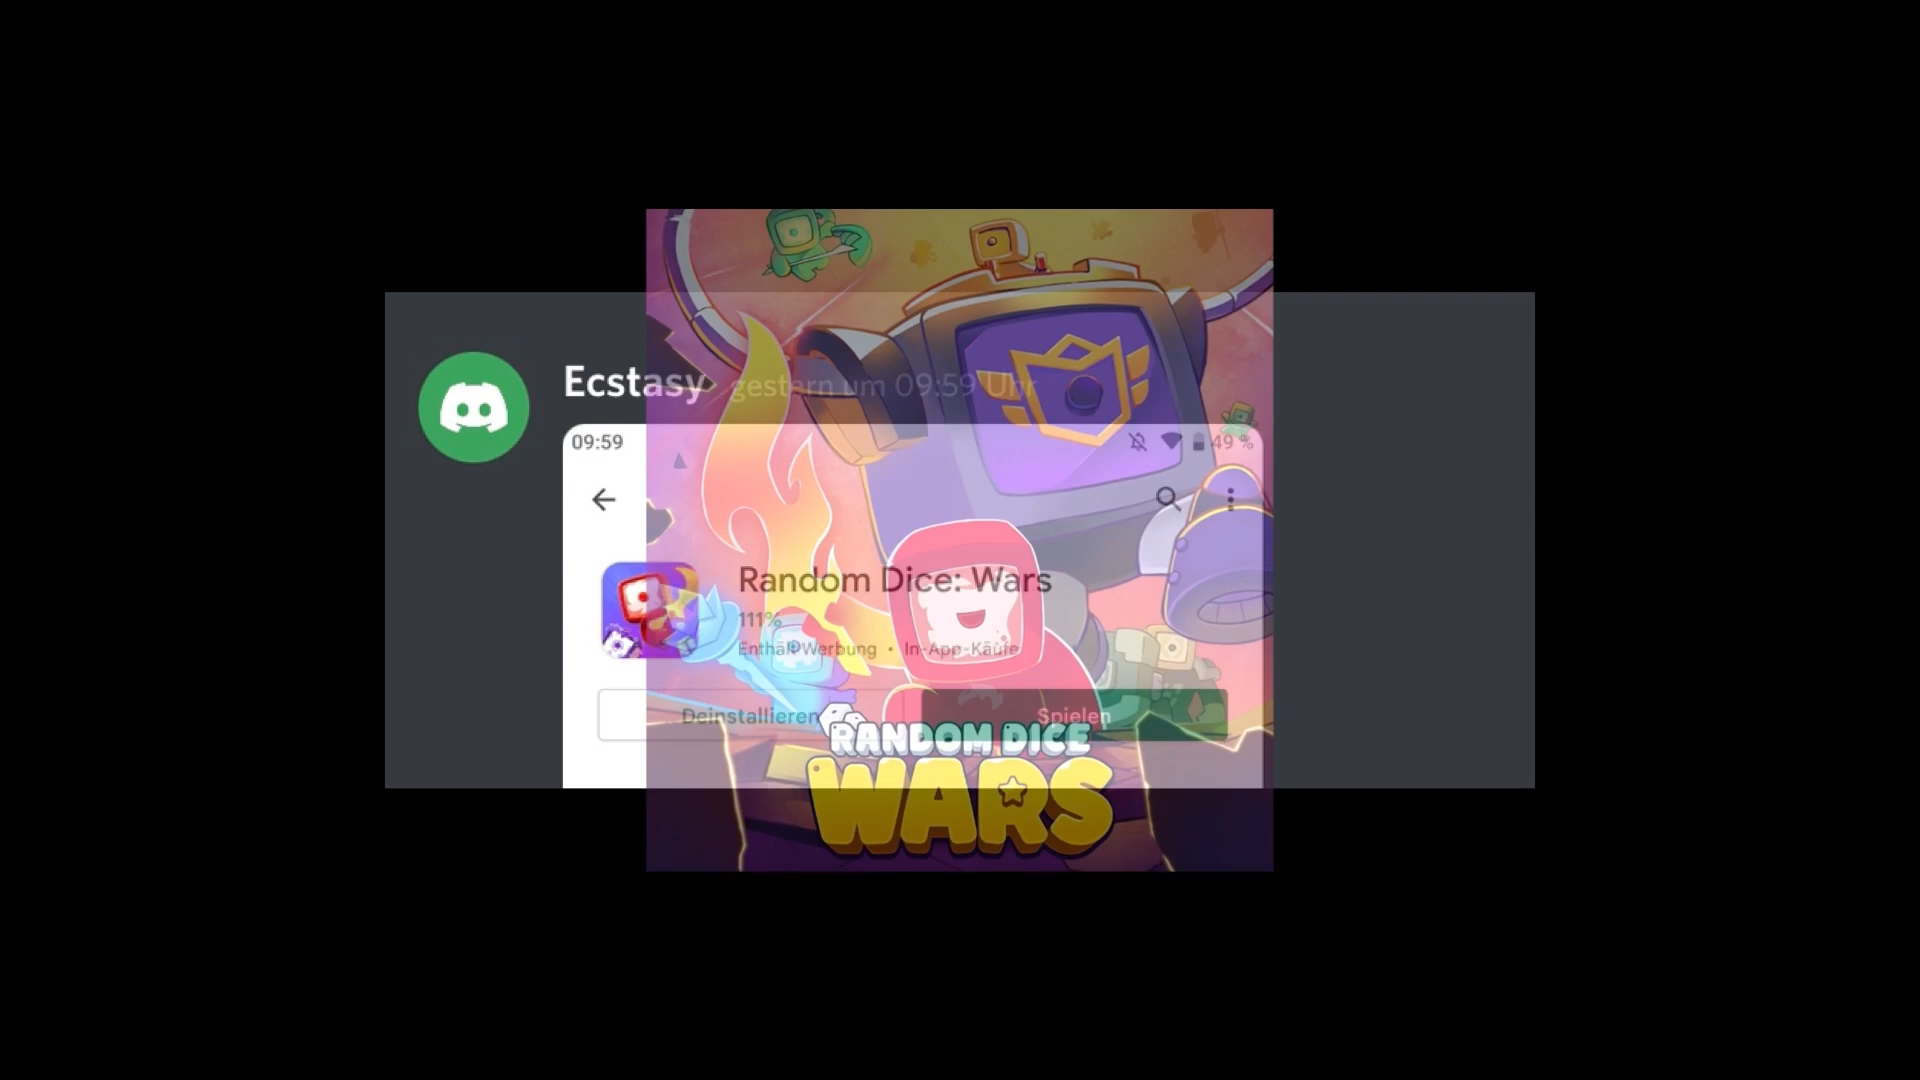 Ecstasy gestern um 09:59 Uhr
09:59 49 %
Random Dice: Wars
111%
Enthält Werbung • In-App-Käufe
Deinstallieren Spielen
RANDOM DICE
WARS